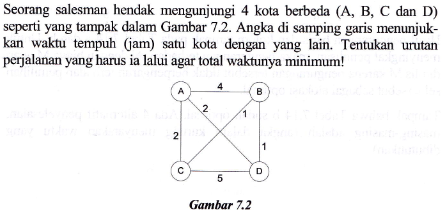 Seorang salesman hendak mengunjungi 4 kota berbeda (A, B, C dan D)
seperti yang tampak dalam Gambar 7.2. Angka di samping garis menunjuk-
kan waktu tempuh (jam) satu kota dengan yang lain. Tentukan urutan
perjalanan yang harus ia lalui agar total waktunya minimum!
A 4 B
2 1
2 1
C 5 D
Gambar 7.2